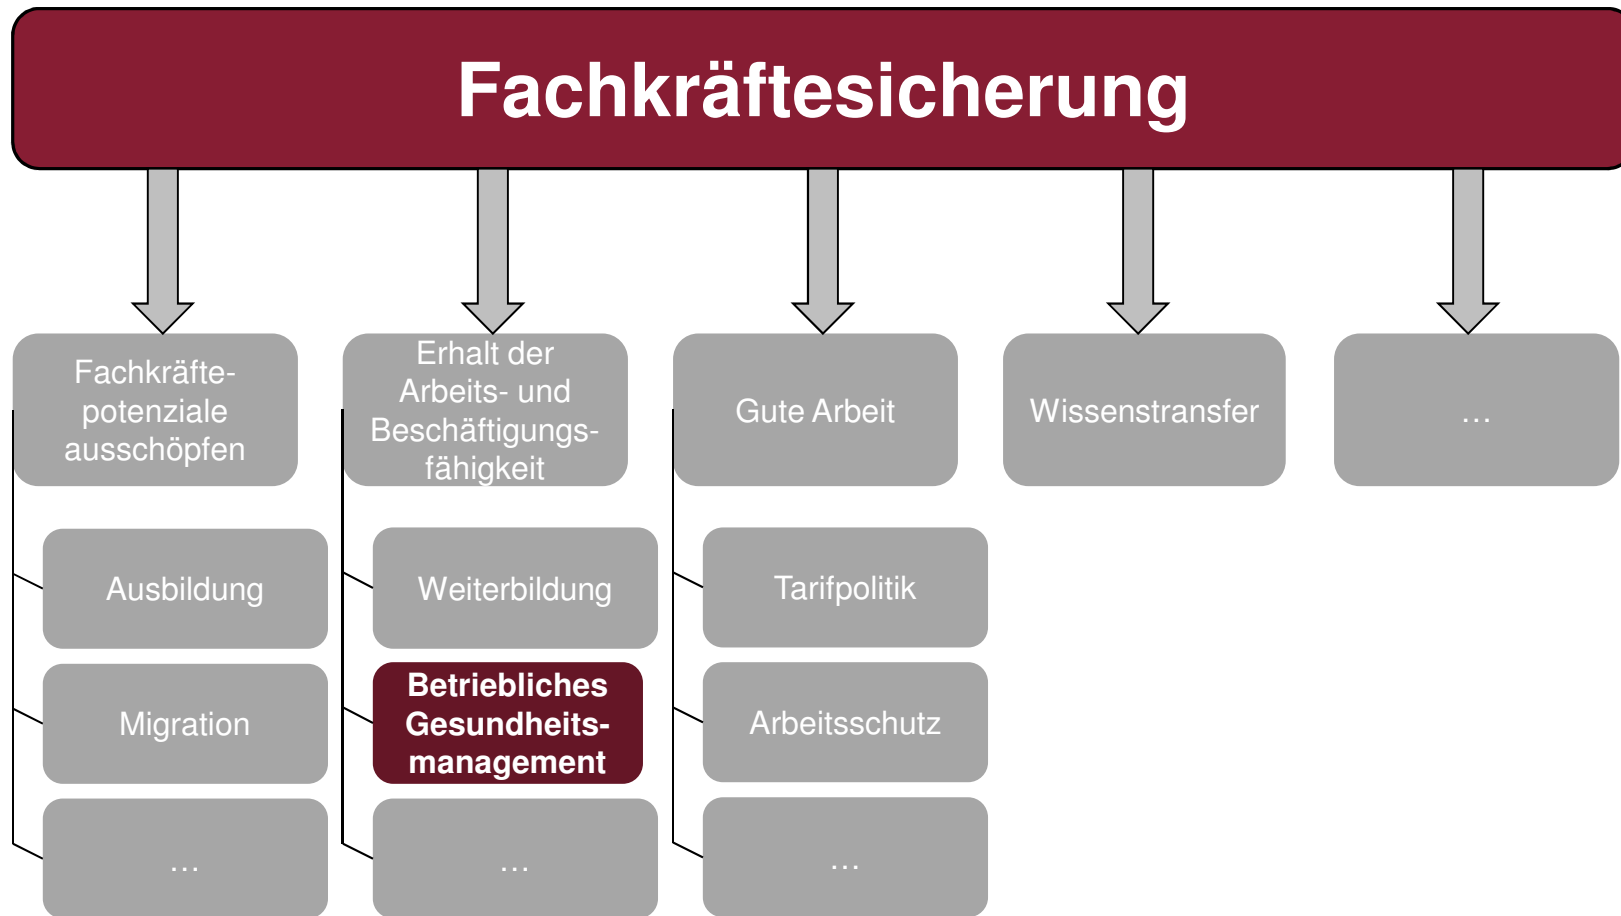 Fachkräftesicherung
Fachkräfte-
potenziale
ausschöpfen
Erhalt der
Arbeits- und
Beschäftigungs-
fähigkeit
Gute Arbeit
Wissenstransfer
…
Ausbildung
Weiterbildung
Tarifpolitik
Migration
Betriebliches
Gesundheits-
management
Arbeitsschutz
…
…
…